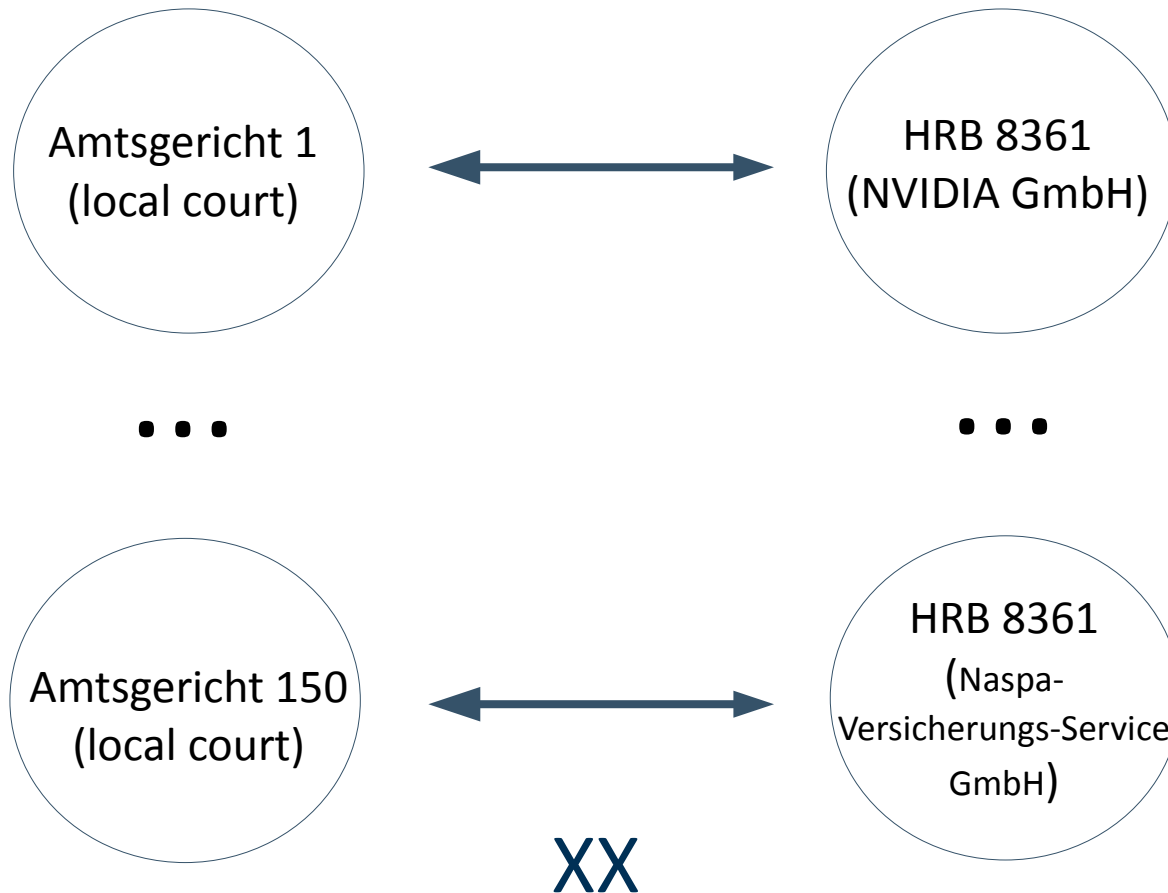 Amtsgericht 1
(local court)
HRB 8361
(NVIDIA GmbH)
...
...
Amtsgericht 150
(local court)
HRB 8361
(Naspa-
Versicherungs-Service
GmbH)
XX